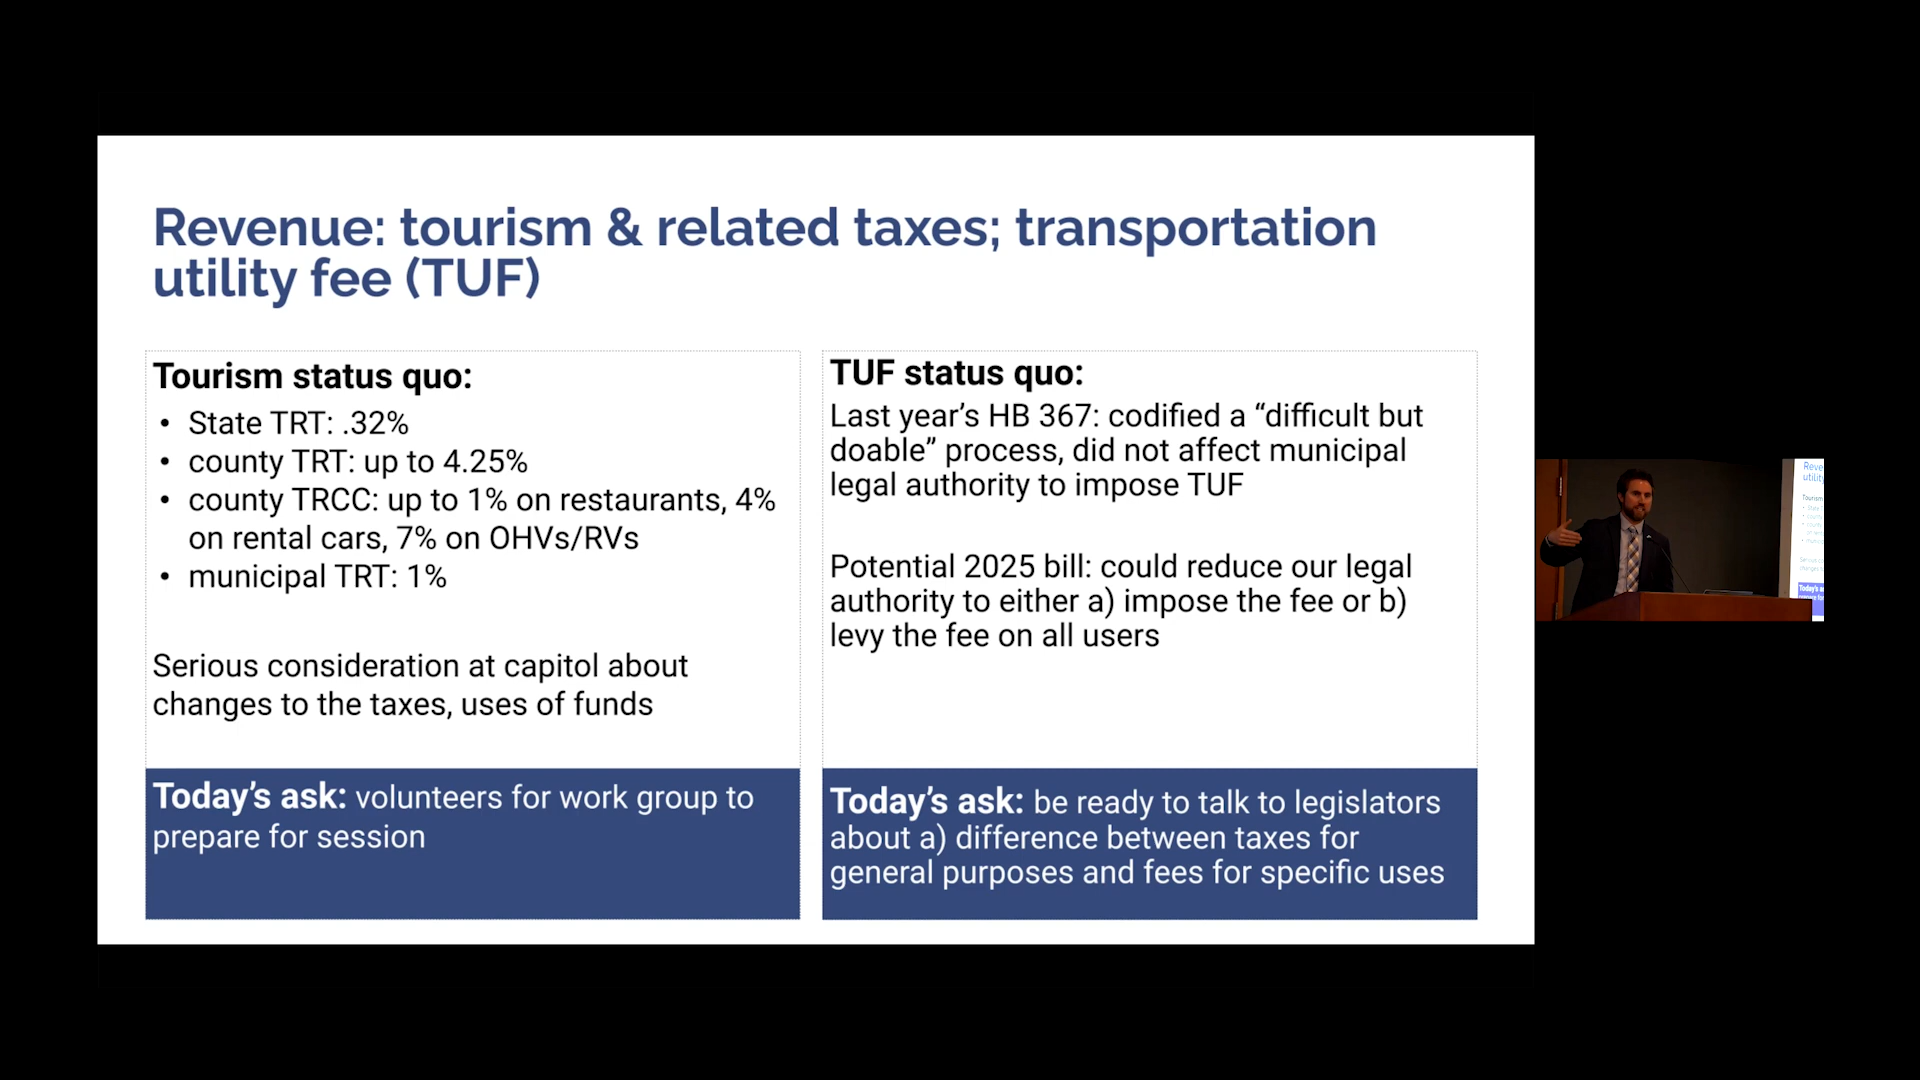 Revenue: tourism & related taxes; transportation
utility fee (TUF)
Tourism status quo:
• State TRT: .32%
• county TRT: up to 4.25%
• county TRCC: up to 1% on restaurants, 4%
on rental cars, 7% on OHVs/RVs
• municipal TRT: 1%
Serious consideration at capitol about
changes to the taxes, uses of funds
Today’s ask: volunteers for work group to
prepare for session
TUF status quo:
Last year’s HB 367: codified a “difficult but
doable” process, did not affect municipal
legal authority to impose TUF
Potential 2025 bill: could reduce our legal
authority to either a) impose the fee or b)
levy the fee on all users
Today’s ask: be ready to talk to legislators
about a) difference between taxes for
general purposes and fees for specific uses
Reve
utility
Tourism
Today's a